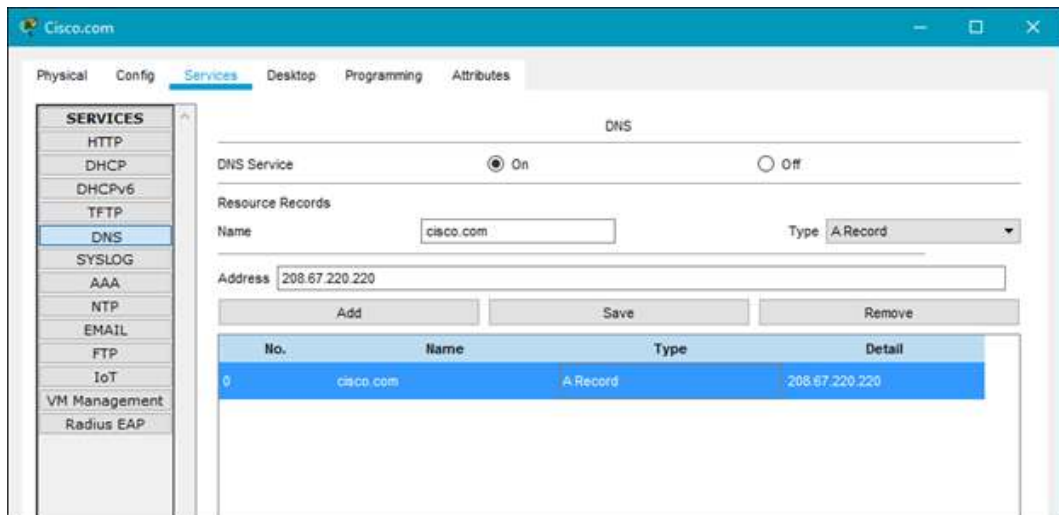 Cisco.com
Physical Config Services Desktop Programming Attributes
SERVICES
HTTP
DHCP
DHCPv6
TFTP
DNS
SYSLOG
AAA
NTP
EMAIL
FTP
IoT
VM Management
Radius EAP
DNS
DNS Service On Off
Resource Records
Name cisco.com Type A Record
Address 208.67.220.220
Add Save Remove
No. Name Type Detail
0 cisco.com A Record 208.67.220.220